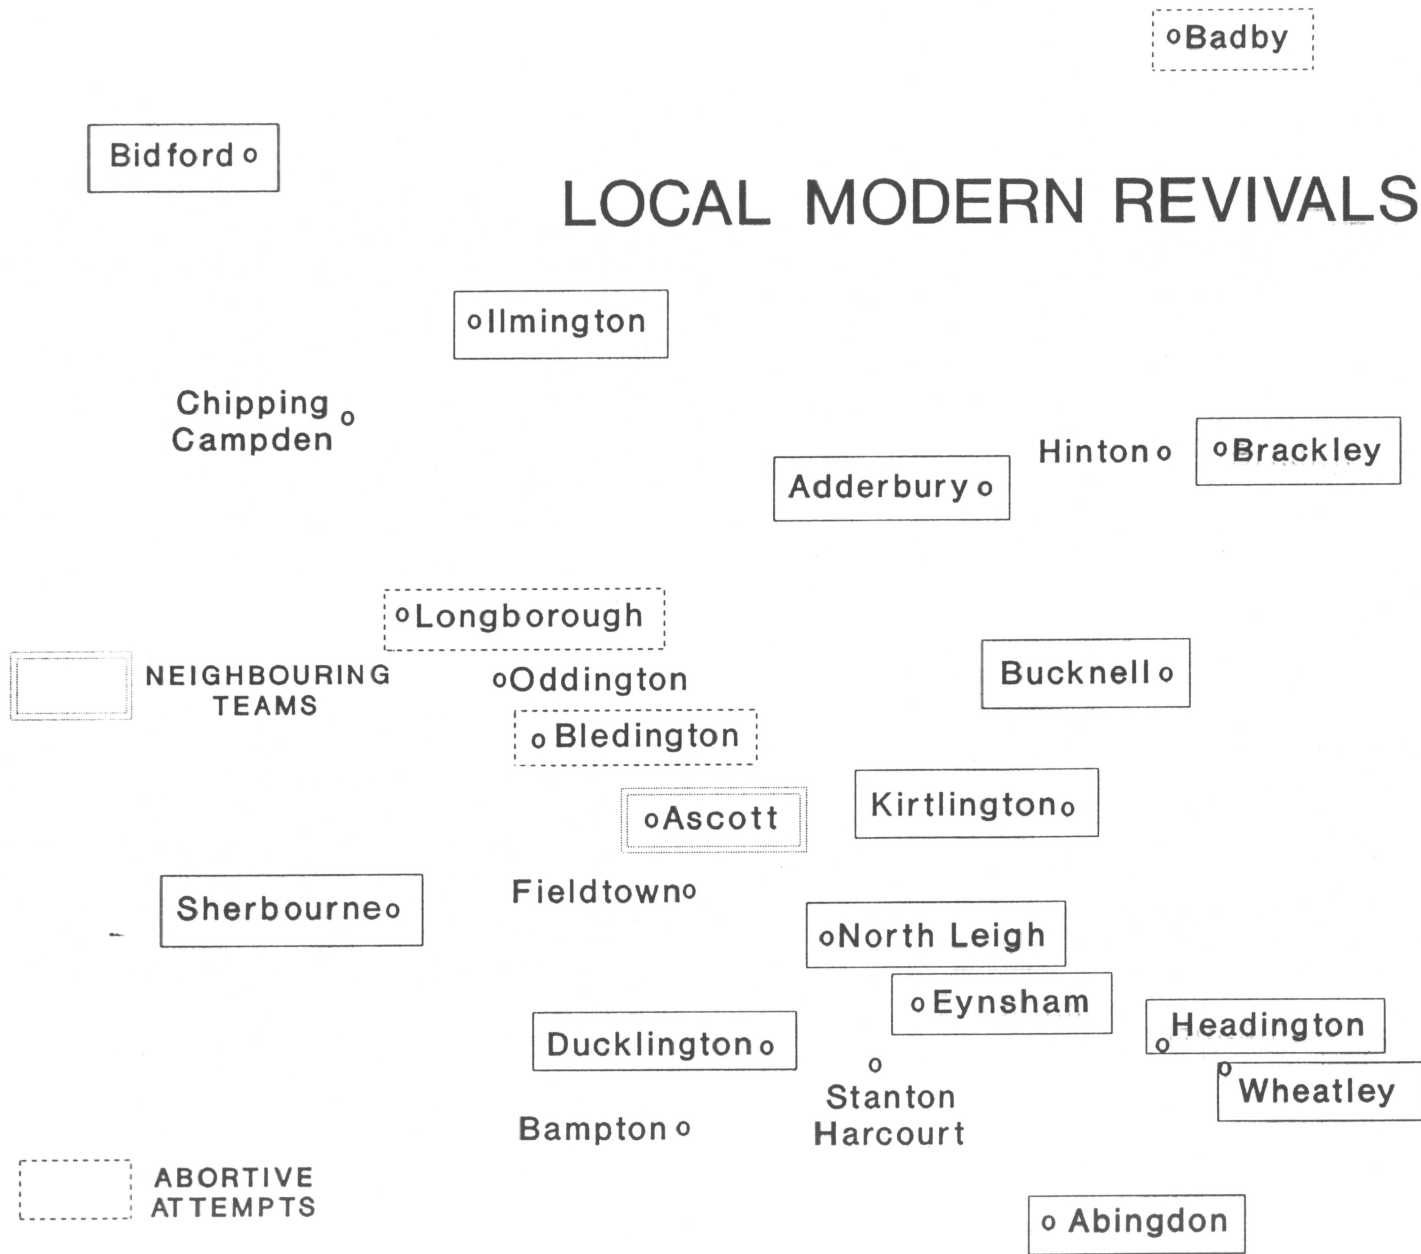 Badby
Bidford
LOCAL MODERN REVIVALS
Ilmington
Chipping
Campden
Hinton
Brackley
Adderbury
Longborough
NEIGHBOURING
TEAMS
Oddington
Bucknell
Bledington
Ascott
Kirtlington
Fieldtown
Sherbourne
North Leigh
Eynsham
Headington
Ducklington
Wheatley
Stanton
Harcourt
Bampton
ABORTIVE
ATTEMPTS
Abingdon